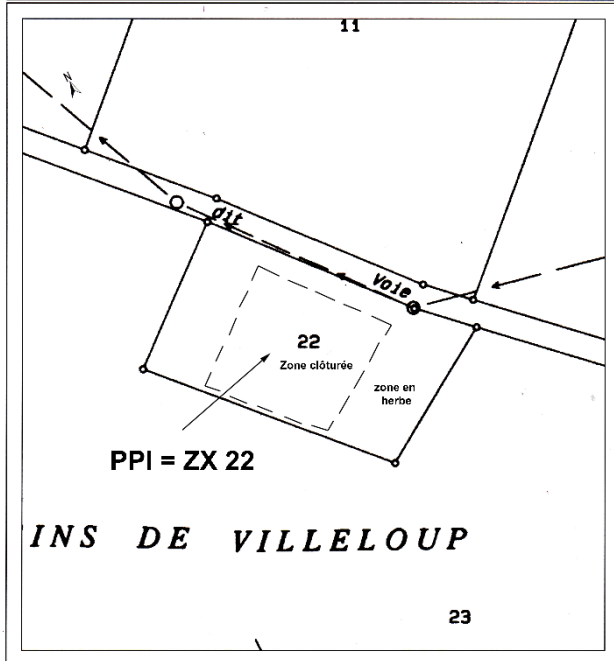 11
N
dit
Voie
22
Zone clôturée
zone en
herbe
PPI = ZX 22
INS DE VILLELOUP
23